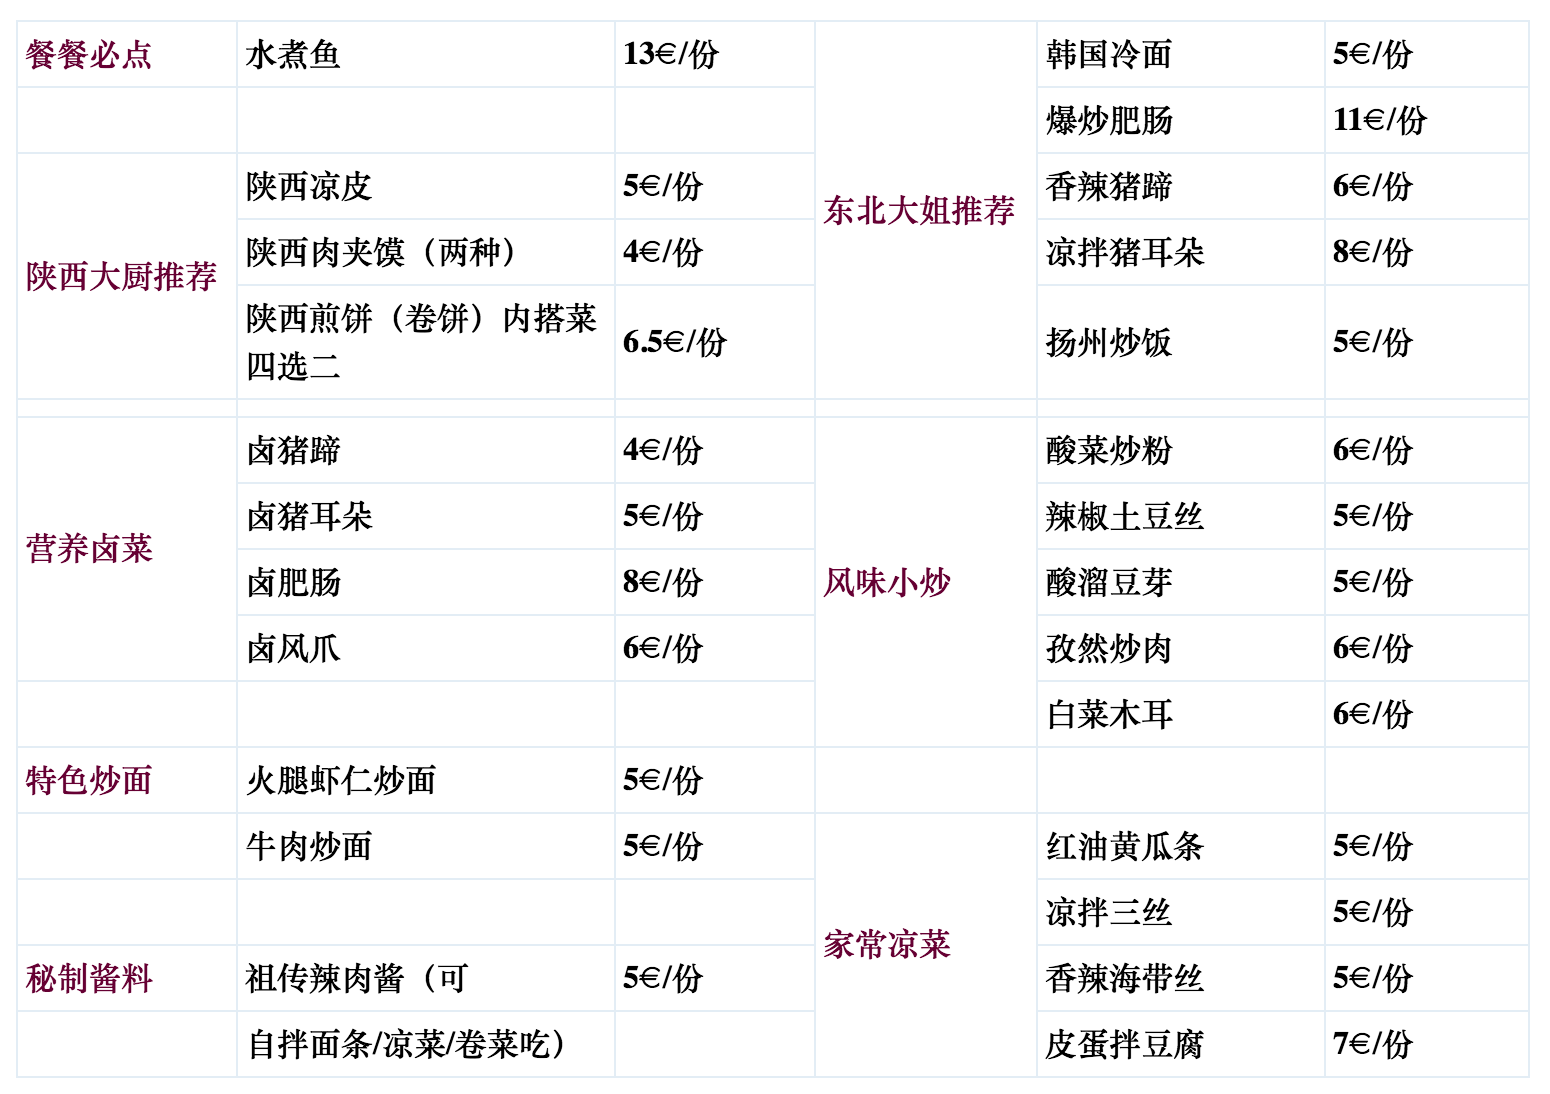 餐餐必点 水煮鱼 13€/份 韩国冷面 5€/份
爆炒肥肠 11€/份
陕西凉皮 5€/份 香辣猪蹄 6€/份
东北大姐推荐
陕西肉夹馍（两种） 4€/份 凉拌猪耳朵 8€/份
陕西大厨推荐
陕西煎饼（卷饼）内搭菜
四选二 6.5€/份 扬州炒饭 5€/份
卤猪蹄 4€/份 酸菜炒粉 6€/份
卤猪耳朵 5€/份 辣椒土豆丝 5€/份
营养卤菜
卤肥肠 8€/份 风味小炒 酸溜豆芽 5€/份
卤风爪 6€/份 孜然炒肉 6€/份
白菜木耳 6€/份
特色炒面 火腿虾仁炒面 5€/份
牛肉炒面 5€/份 红油黄瓜条 5€/份
凉拌三丝 5€/份
家常凉菜
秘制酱料 祖传辣肉酱（可 5€/份 香辣海带丝 5€/份
自拌面条/凉菜/卷菜吃） 皮蛋拌豆腐 7€/份